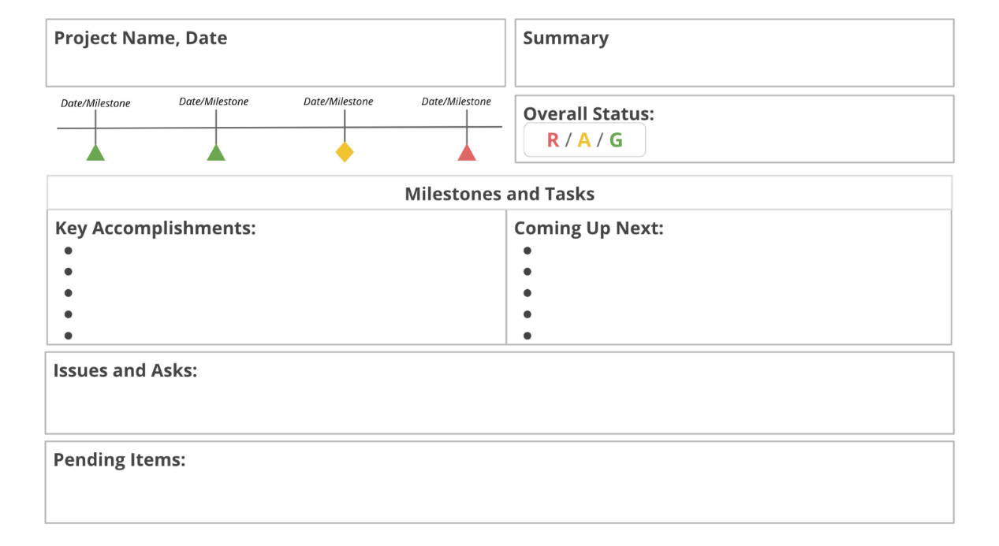 Project Name, Date
Summary
Date/Milestone
Date/Milestone
Date/Milestone
Date/Milestone
Overall Status:
R / A / G
Milestones and Tasks
Key Accomplishments:
Coming Up Next:
Issues and Asks:
Pending Items: